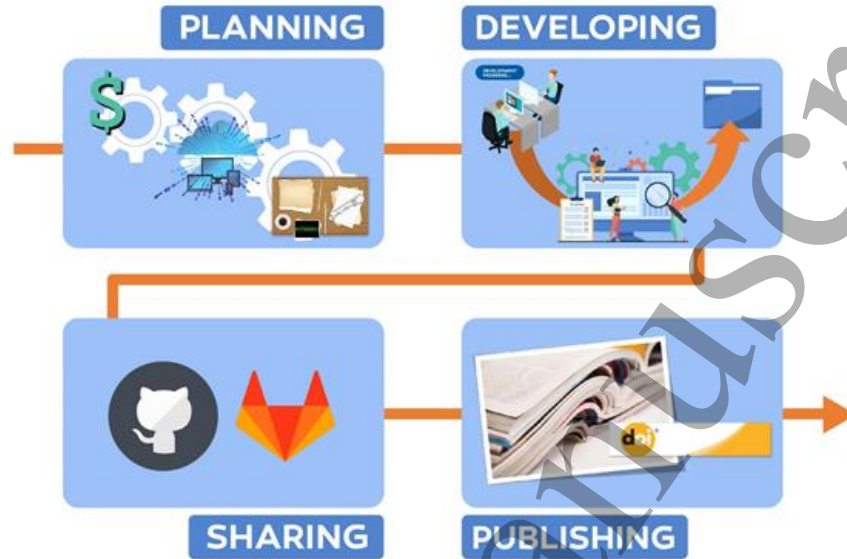 PLANNING
DEVELOPING
$
SHARING
doi
PUBLISHING